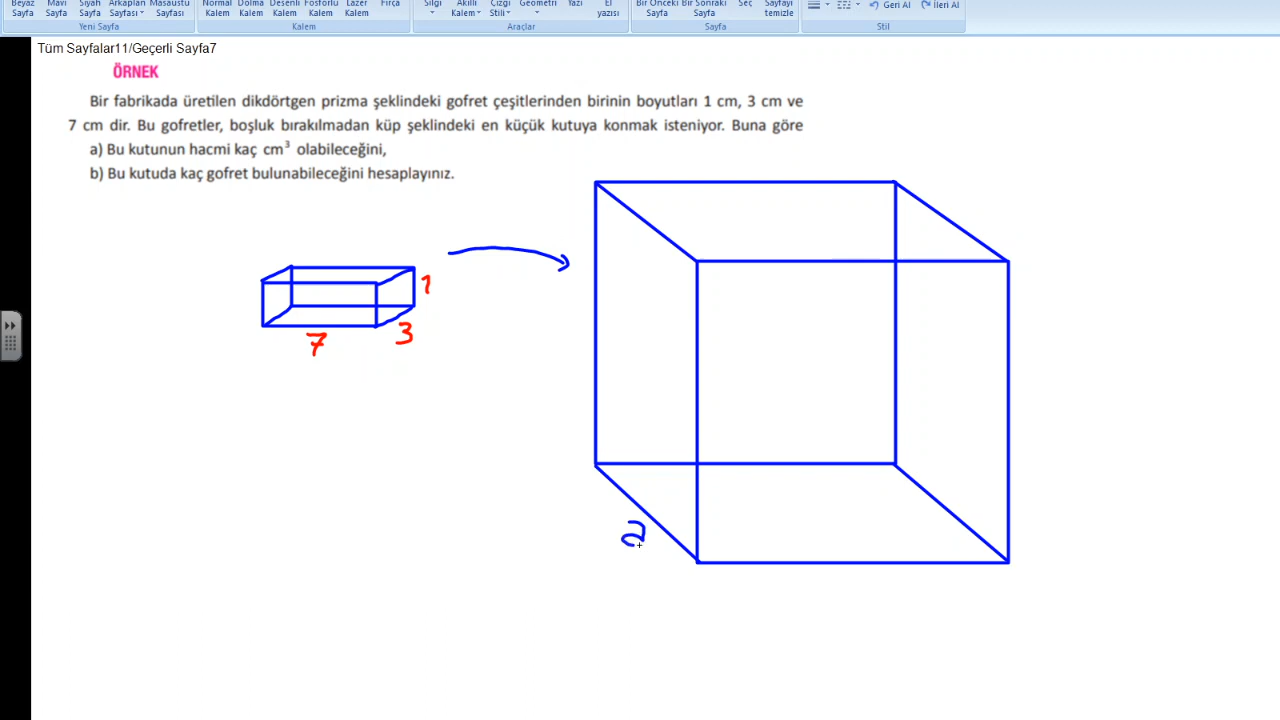 Beyaz Sayfa
Mavi Sayfa
Siyah Sayfa
Arkaplan Sayfası
Masaüstü Sayfası
Yeni Sayfa
Normal Kalem
Dolma Kalem
Desenli Kalem
Fosforlu Kalem
Lazer Kalem
Fırça
Kalem
Silgi
Akıllı Kalem
Çizgi Stili
Geometri
Yazı
El yazısı
Araçlar
Bir Önceki Sayfa
Bir Sonraki Sayfa
Seç
Sayfayı temizle
Sayfa
Geri Al
İleri Al
Stil
Tüm Sayfalar11/Geçerli Sayfa7
ÖRNEK
Bir fabrikada üretilen dikdörtgen prizma şeklindeki gofret çeşitlerinden birinin boyutları 1 cm, 3 cm ve
7 cm dir. Bu gofretler, boşluk bırakılmadan küp şeklindeki en küçük kutuya konmak isteniyor. Buna göre
a) Bu kutunun hacmi kaç cm³ olabileceğini,
b) Bu kutuda kaç gofret bulunabileceğini hesaplayınız.
1
3
7
a